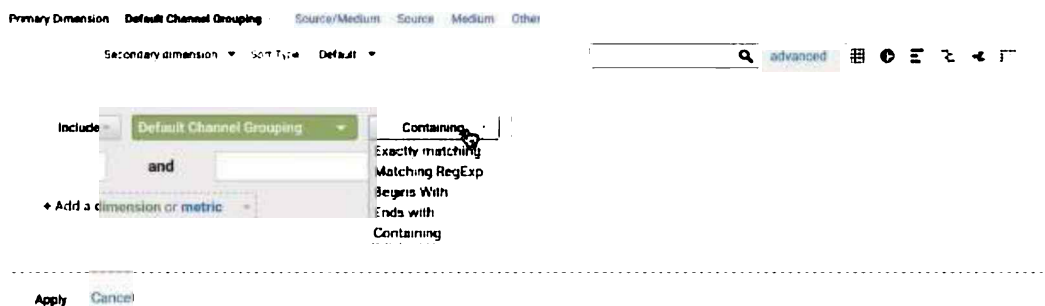 Primary Dimension Default Channel Grouping Source/Medium Source Medium Other
Secondary dimension Sort Type Default advanced
Include Default Channel Grouping Containing
Exactly matching
and Matching RegExp
Begins With
+ Add a dimension or metric Ends with
Containing
Apply Cancel